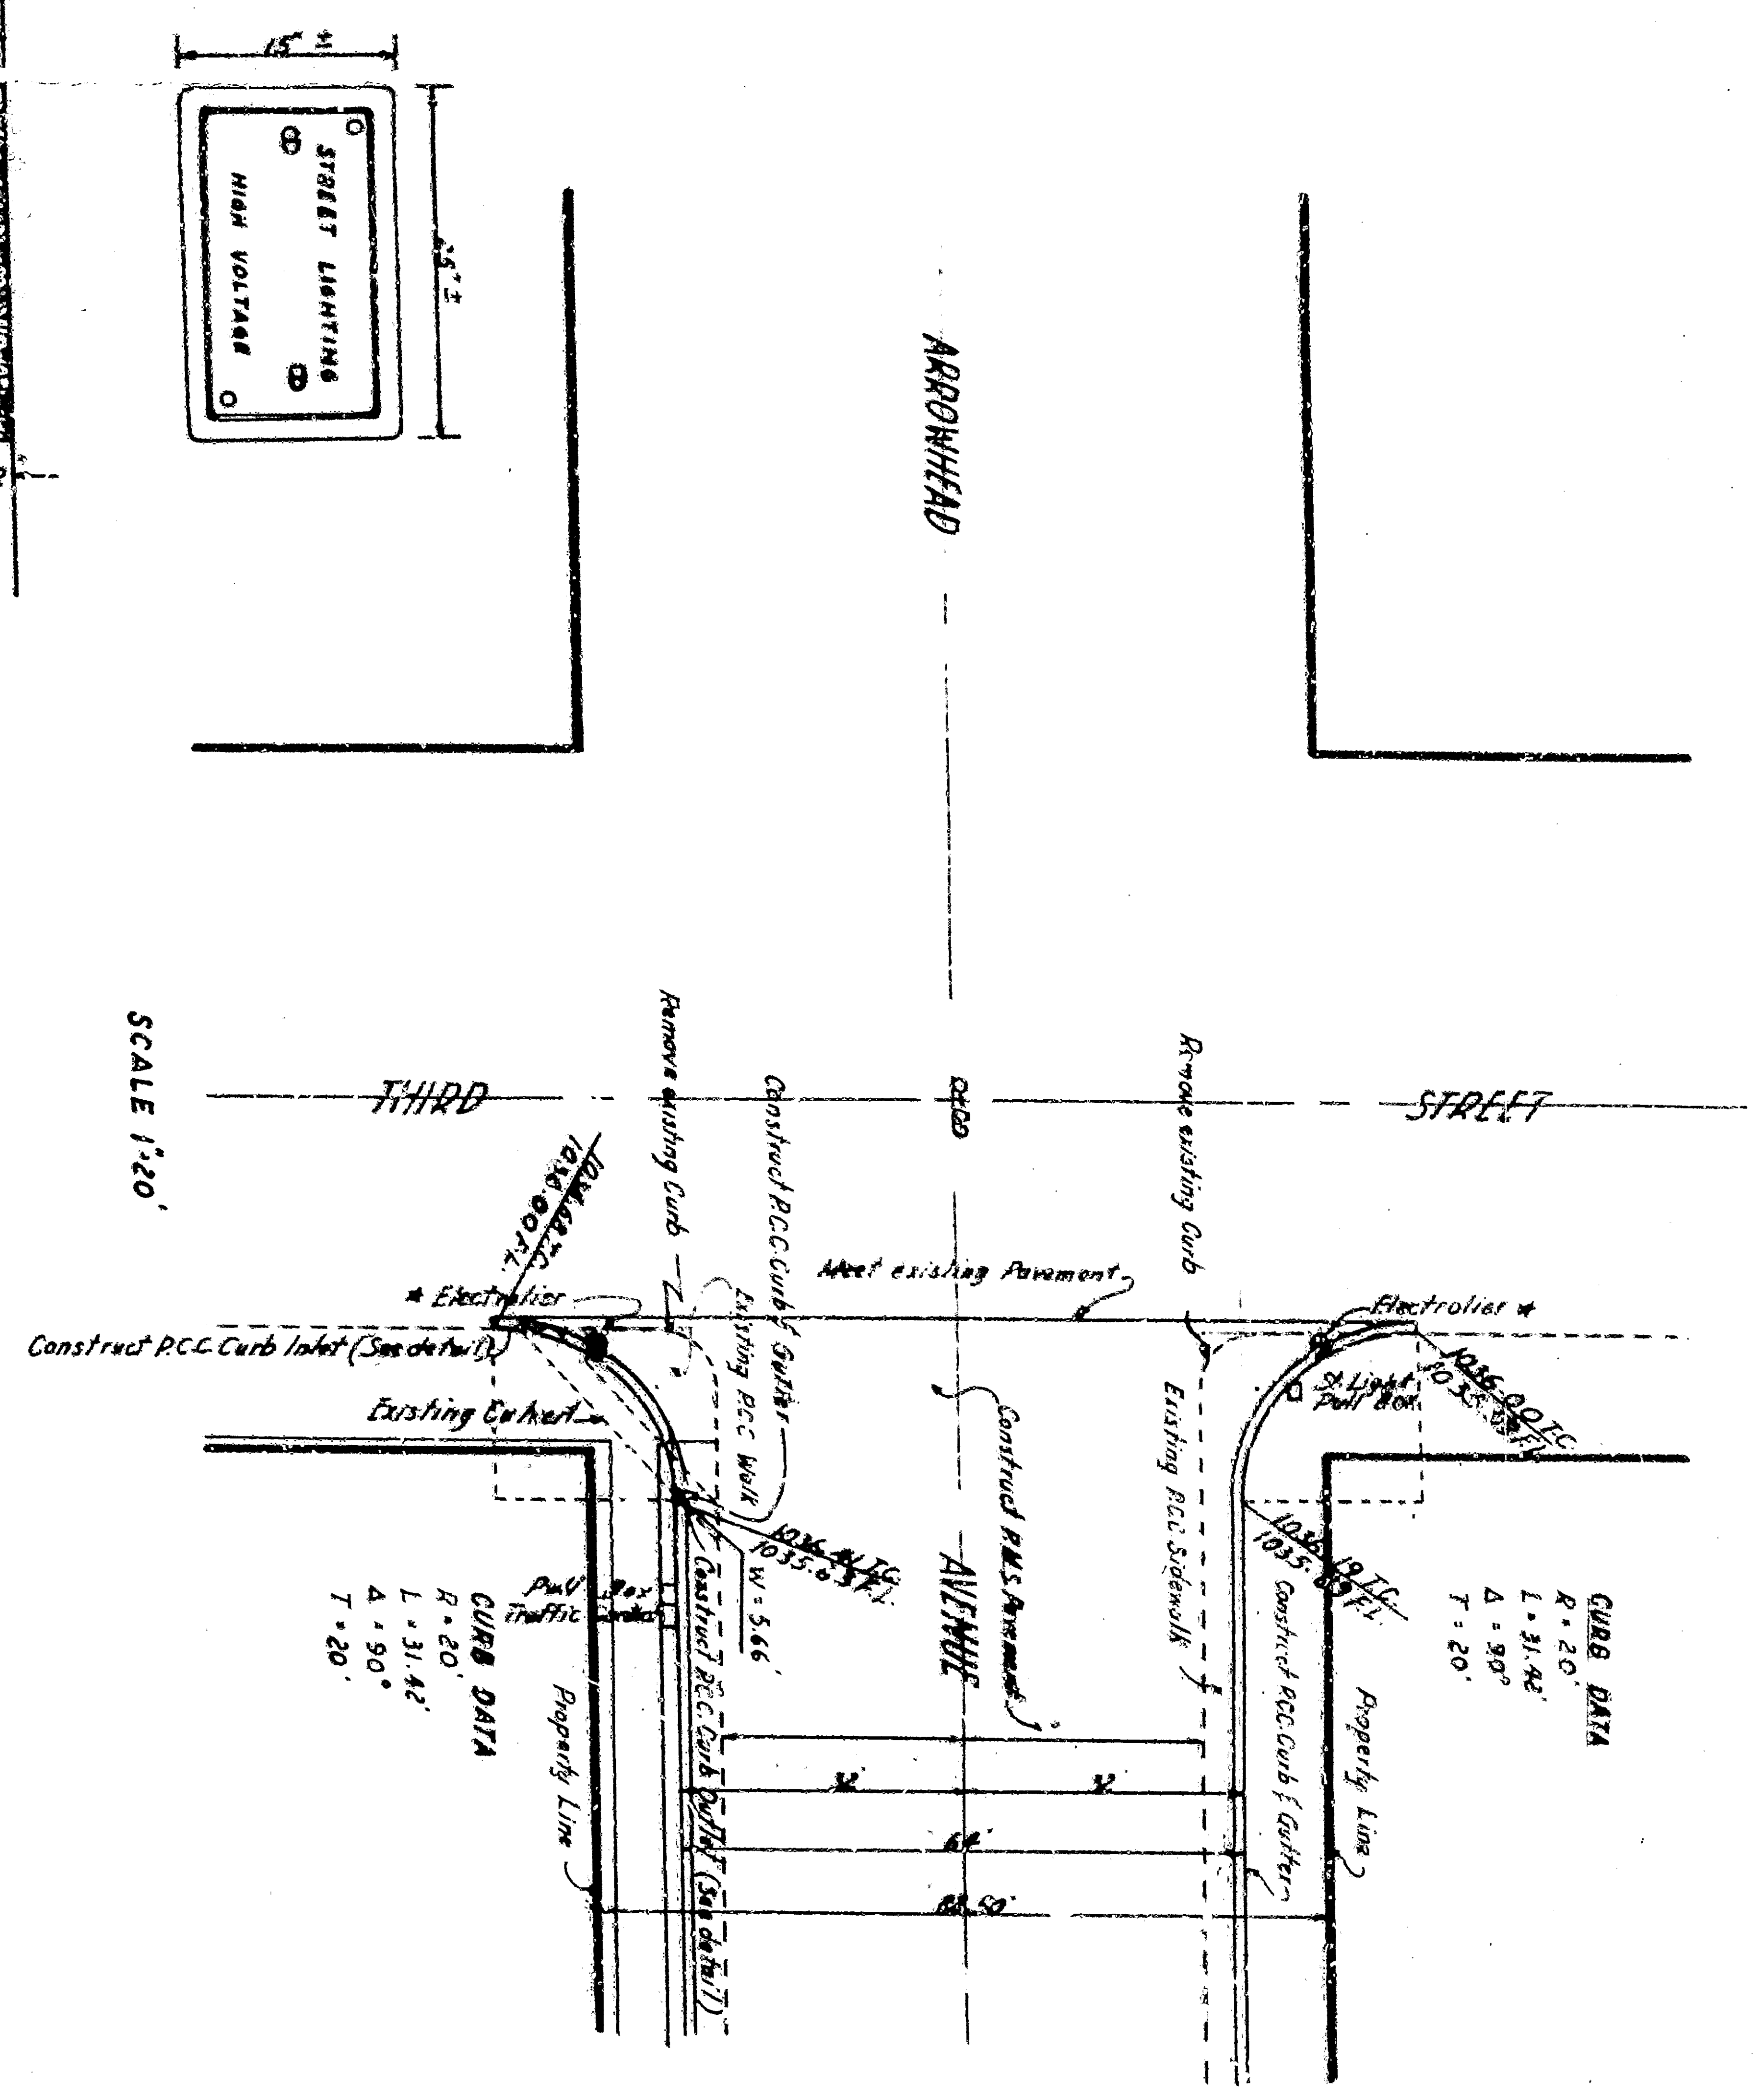 15" ±
25" ±
STREET LIGHTING
HIGH VOLTAGE
ARROWHEAD
SCALE 1"=20'
THIRD
STREET
Remove existing Curb
Construct P.C.C. Curb & Gutter
Remove existing Curb
Meet existing Pavement
* Electrolier
Electrolier *
Construct P.C.C. Curb Inlet (See detail)
Existing P.C.C. Walk
Existing Culvert
St. Light
Pull Box
1036.00 T.C.
Construct R.M.S. Pavement
Existing P.C.C. Sidewalk
1035.63 F.L.
1036.19 T.C.
W = 5.66'
AVENUE
Pull Box
Traffic
Construct P.C.C. Curb Outlet (See detail)
Construct P.C.C. Curb & Gutter
CURB DATA
R = 20'
L = 31.42'
Δ = 90°
T = 20'
CURB DATA
R = 20'
L = 31.42'
Δ = 90°
T = 20'
Property Line
Property Line
32'
32'
64'
88.50'